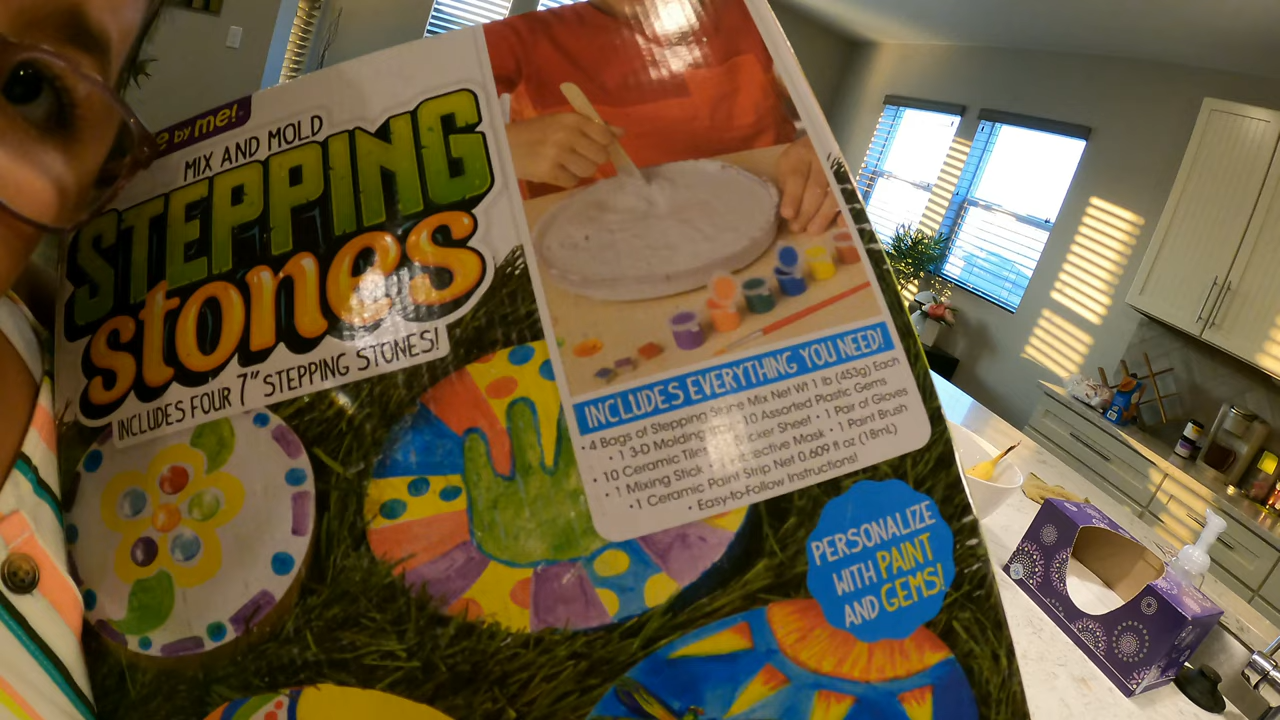 by me!
MIX AND MOLD
STEPPING
stones
INCLUDES FOUR 7" STEPPING STONES!
INCLUDES EVERYTHING YOU NEED!
• 4 Bags of Stepping Stone Mix Net Wt 1 lb (453g) Each
• 1 3-D Molding 10 Assorted Plastic Gems
• 10 Ceramic Tiles Sticker Sheet • 1 Pair of Gloves
• 1 Mixing Stick Mask • 1 Paint Brush
• 1 Ceramic Paint Strip Net 0.609 fl oz (18mL)
• Easy-to-Follow Instructions!
PERSONALIZE
WITH PAINT
AND GEMS!